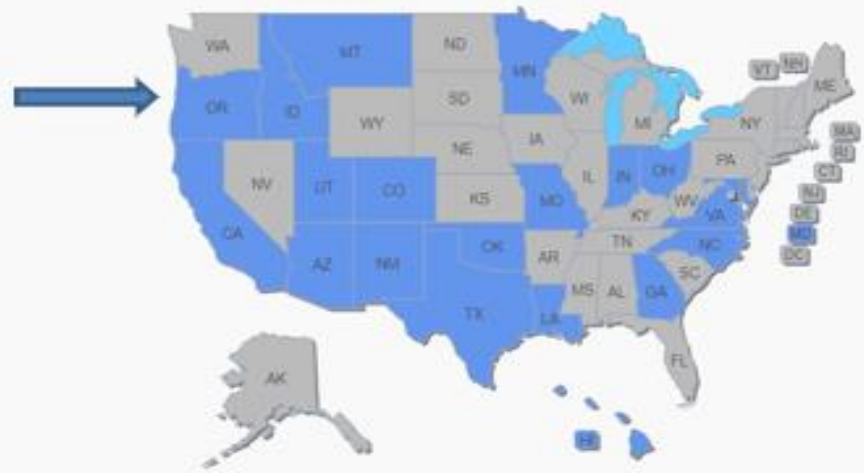 WA
MT
ND
MN
VT
NH
ME
OR
ID
SD
WI
MI
NY
MA
WY
RI
IA
PA
CT
NE
NV
UT
CO
IL
IN
OH
NJ
WV
DE
KS
MO
KY
VA
MD
CA
DC
OK
TN
NC
AZ
NM
AR
SC
MS
AL
GA
TX
LA
FL
AK
HI